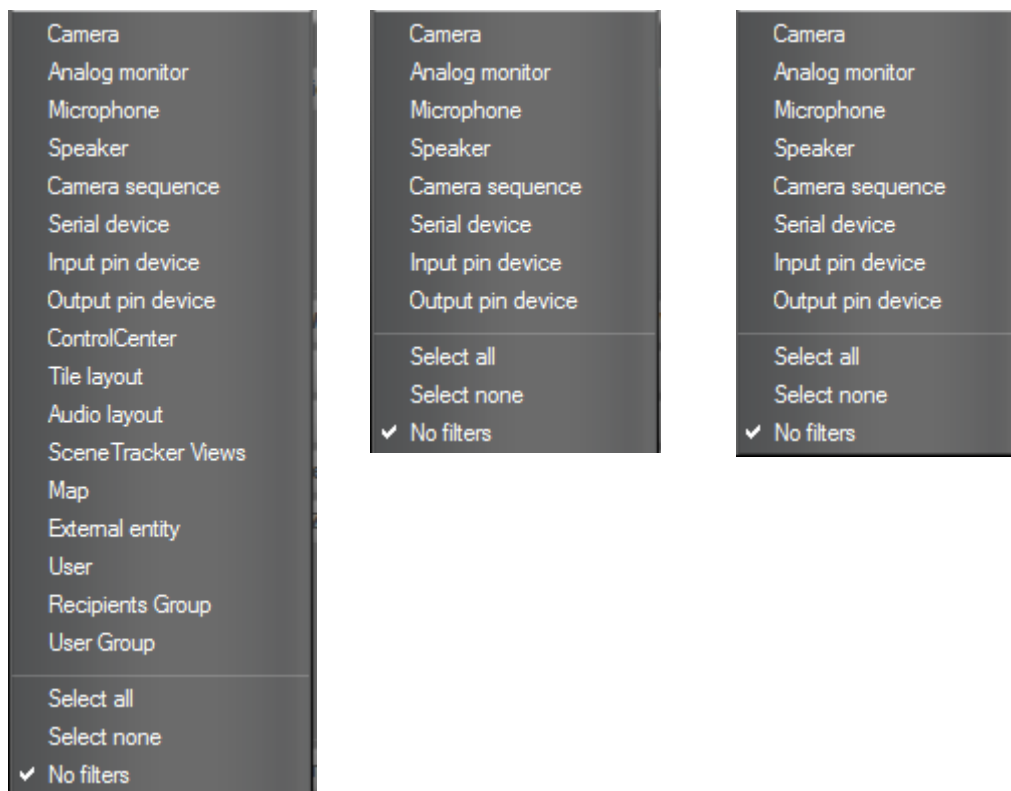 Camera
Analog monitor
Microphone
Speaker
Camera sequence
Serial device
Input pin device
Output pin device
ControlCenter
Tile layout
Audio layout
SceneTracker Views
Map
External entity
User
Recipients Group
User Group
Select all
Select none
No filters
Camera
Analog monitor
Microphone
Speaker
Camera sequence
Serial device
Input pin device
Output pin device
Select all
Select none
No filters
Camera
Analog monitor
Microphone
Speaker
Camera sequence
Serial device
Input pin device
Output pin device
Select all
Select none
No filters